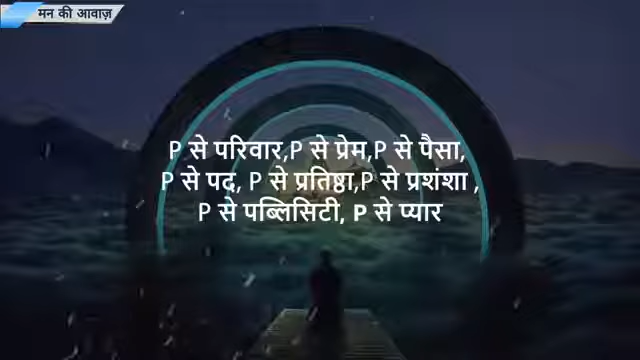 मन की आवाज़
P से परिवार,P से प्रेम,P से पैसा,
P से पद, P से प्रतिष्ठा,P से प्रशंशा ,
P से पब्लिसिटी, P से प्यार